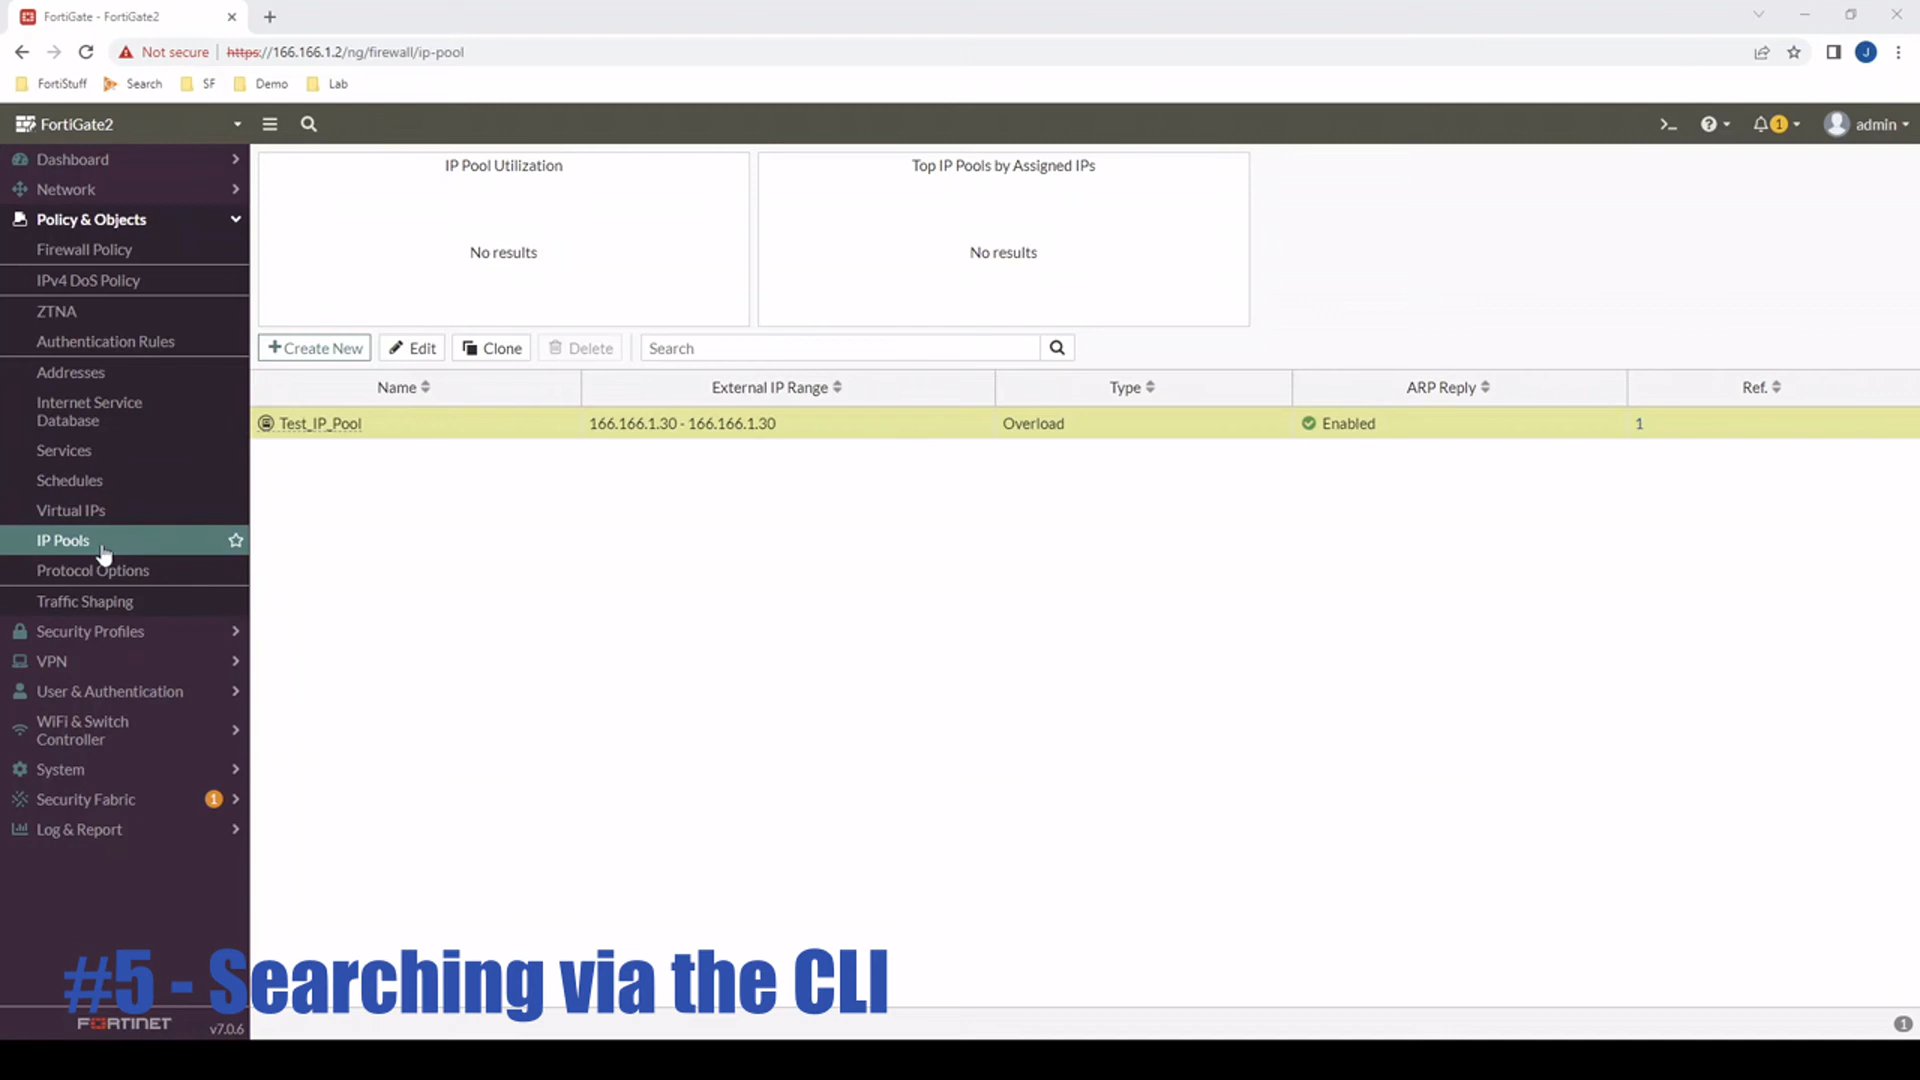 FortiGate - FortiGate2
Not secure
https://166.166.1.2/ng/firewall/ip-pool
J
FortiStuff
Search
SF
Demo
Lab
FortiGate2
1
admin
Dashboard
Network
Policy & Objects
Firewall Policy
IPv4 DoS Policy
ZTNA
Authentication Rules
Addresses
Internet Service
Database
Services
Schedules
Virtual IPs
IP Pools
Protocol Options
Traffic Shaping
Security Profiles
VPN
User & Authentication
WiFi & Switch
Controller
System
Security Fabric
1
Log & Report
IP Pool Utilization
No results
Top IP Pools by Assigned IPs
No results
Create New
Edit
Clone
Delete
Search
Name External IP Range Type ARP Reply Ref.
Test_IP_Pool 166.166.1.30 - 166.166.1.30 Overload Enabled 1
#5 - Searching via the CLI
FORTINET
v7.0.6
1